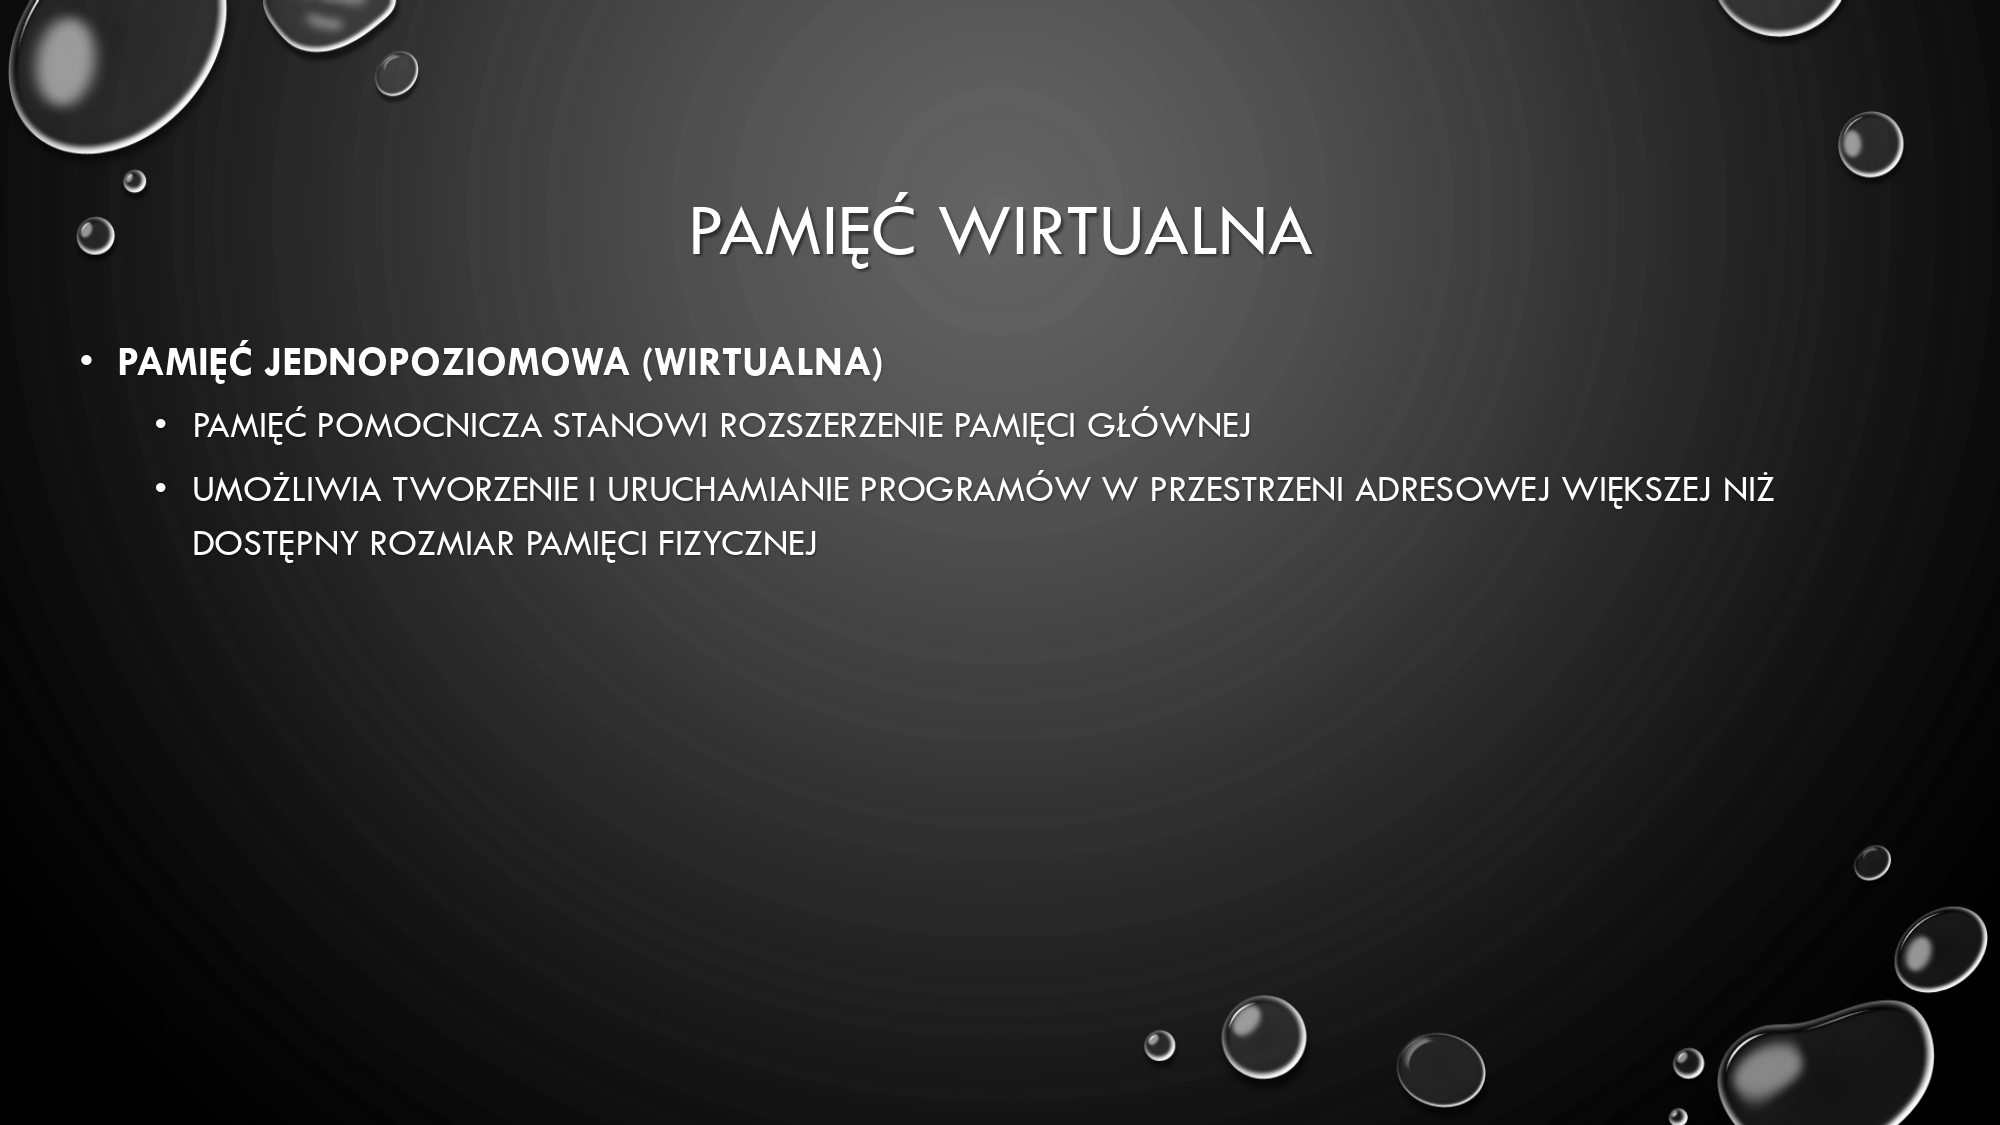 PAMIĘĆ WIRTUALNA
• PAMIĘĆ JEDNOPOZIOMOWA (WIRTUALNA)
• PAMIĘĆ POMOCNICZA STANOWI ROZSZERZENIE PAMIĘCI GŁÓWNEJ
• UMOŻLIWIA TWORZENIE I URUCHAMIANIE PROGRAMÓW W PRZESTRZENI ADRESOWEJ WIĘKSZEJ NIŻ
DOSTĘPNY ROZMIAR PAMIĘCI FIZYCZNEJ